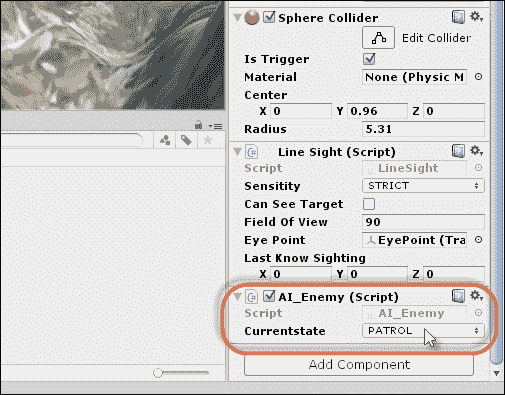 Sphere Collider
Edit Collider
Is Trigger
Material None (Physic M
Center
X 0 Y 0.96 Z 0
Radius 5.31
Line Sight (Script)
Script LineSight
Sensitity STRICT
Can See Target
Field Of View 90
Eye Point EyePoint (Tra
Last Know Sighting
X 0 Y 0 Z 0
AI_Enemy (Script)
Script AI_Enemy
Currentstate PATROL
Add Component